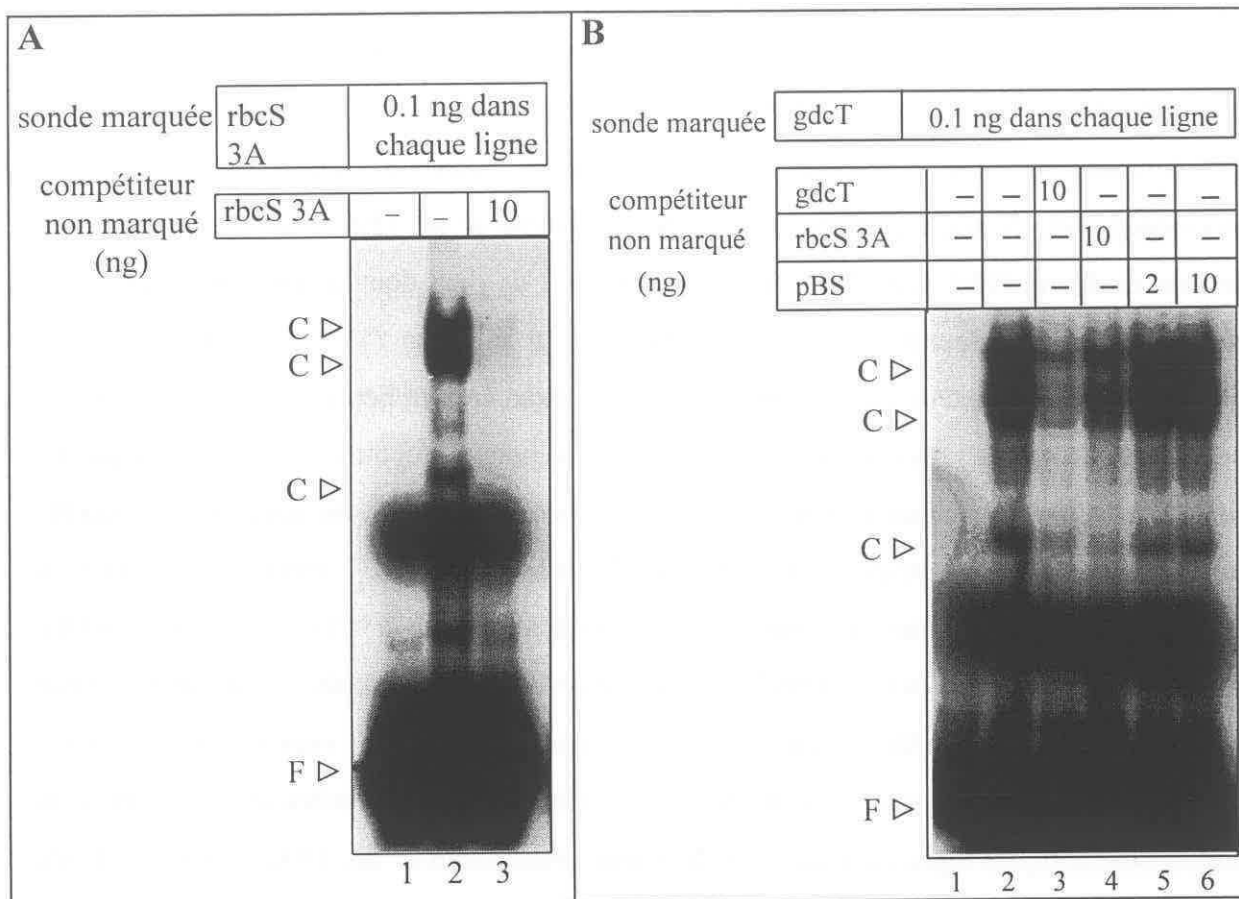 A
sonde marquée rbcS 3A 0.1 ng dans chaque ligne
compétiteur non marqué (ng)
rbcS 3A – – 10
C ▷
C ▷
C ▷
F ▷
1 2 3
B
sonde marquée gdcT 0.1 ng dans chaque ligne
compétiteur non marqué (ng)
gdcT – – 10 – – –
rbcS 3A – – – 10 – –
pBS – – – – 2 10
C ▷
C ▷
C ▷
F ▷
1 2 3 4 5 6